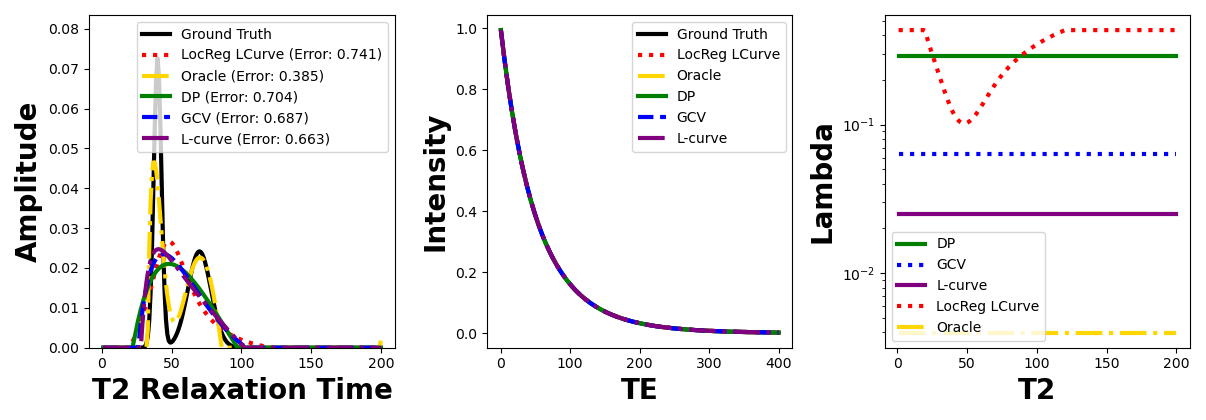 Amplitude
0.08
0.07
0.06
0.05
0.04
0.03
0.02
0.01
0.00
Ground Truth
LocReg LCurve (Error: 0.741)
Oracle (Error: 0.385)
DP (Error: 0.704)
GCV (Error: 0.687)
L-curve (Error: 0.663)
0 50 100 150 200
T2 Relaxation Time
Intensity
1.0
0.8
0.6
0.4
0.2
0.0
Ground Truth
LocReg LCurve
Oracle
DP
GCV
L-curve
0 100 200 300 400
TE
Lambda
10⁻¹
10⁻²
DP
GCV
L-curve
LocReg LCurve
Oracle
0 50 100 150 200
T2